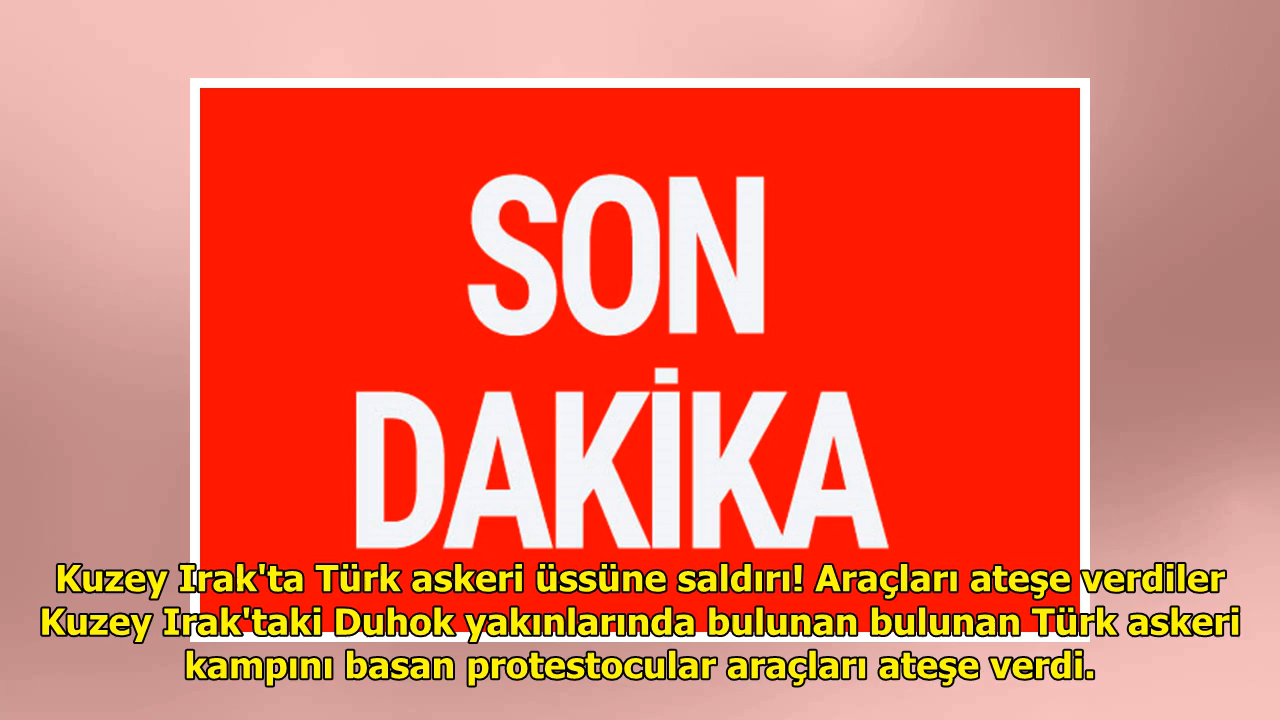 SON
DAKİKA
Kuzey Irak'ta Türk askeri üssüne saldırı! Araçları ateşe verdiler
Kuzey Irak'taki Duhok yakınlarında bulunan bulunan Türk askeri
kampını basan protestocular araçları ateşe verdi.